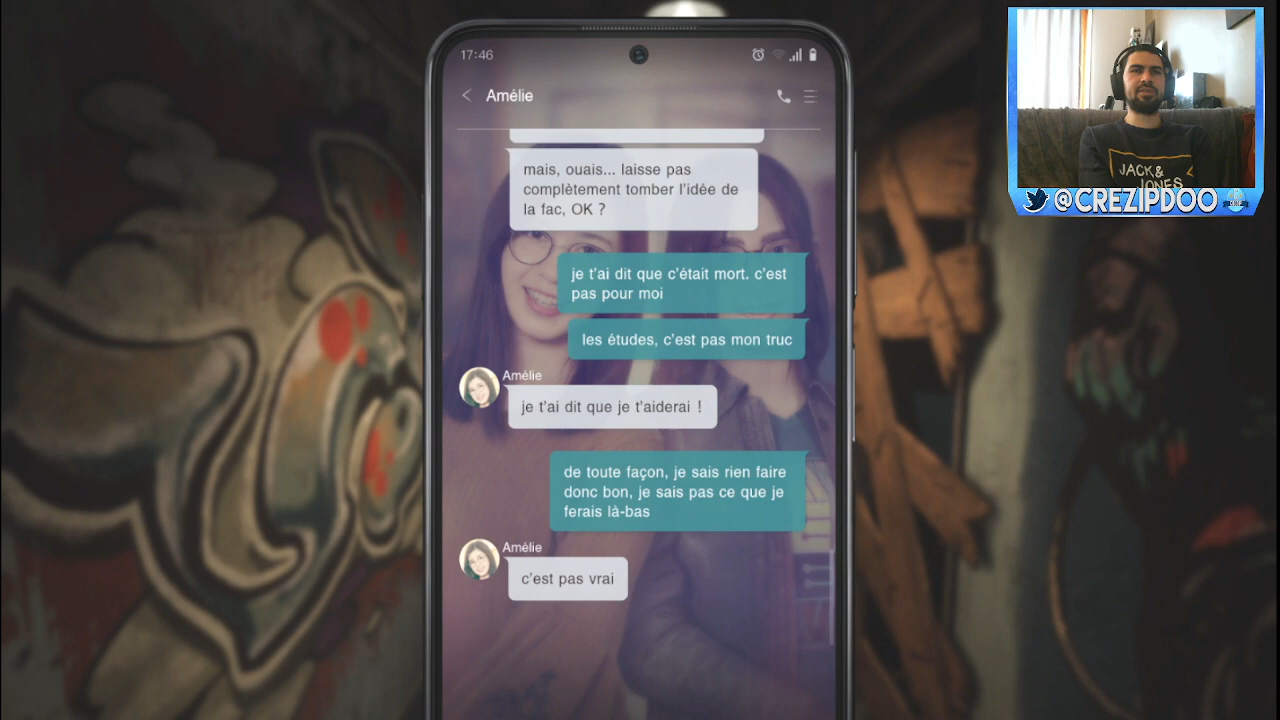 17:46
Amélie
mais, ouais... laisse pas
complètement tomber l'idée de
la fac, OK ?
je t'ai dit que c'était mort. c'est
pas pour moi
les études, c'est pas mon truc
Amélie
je t'ai dit que je t'aiderai !
de toute façon, je sais rien faire
donc bon, je sais pas ce que je
ferais là-bas
Amélie
c'est pas vrai
JACK&
JONES
@CREZIPDOO